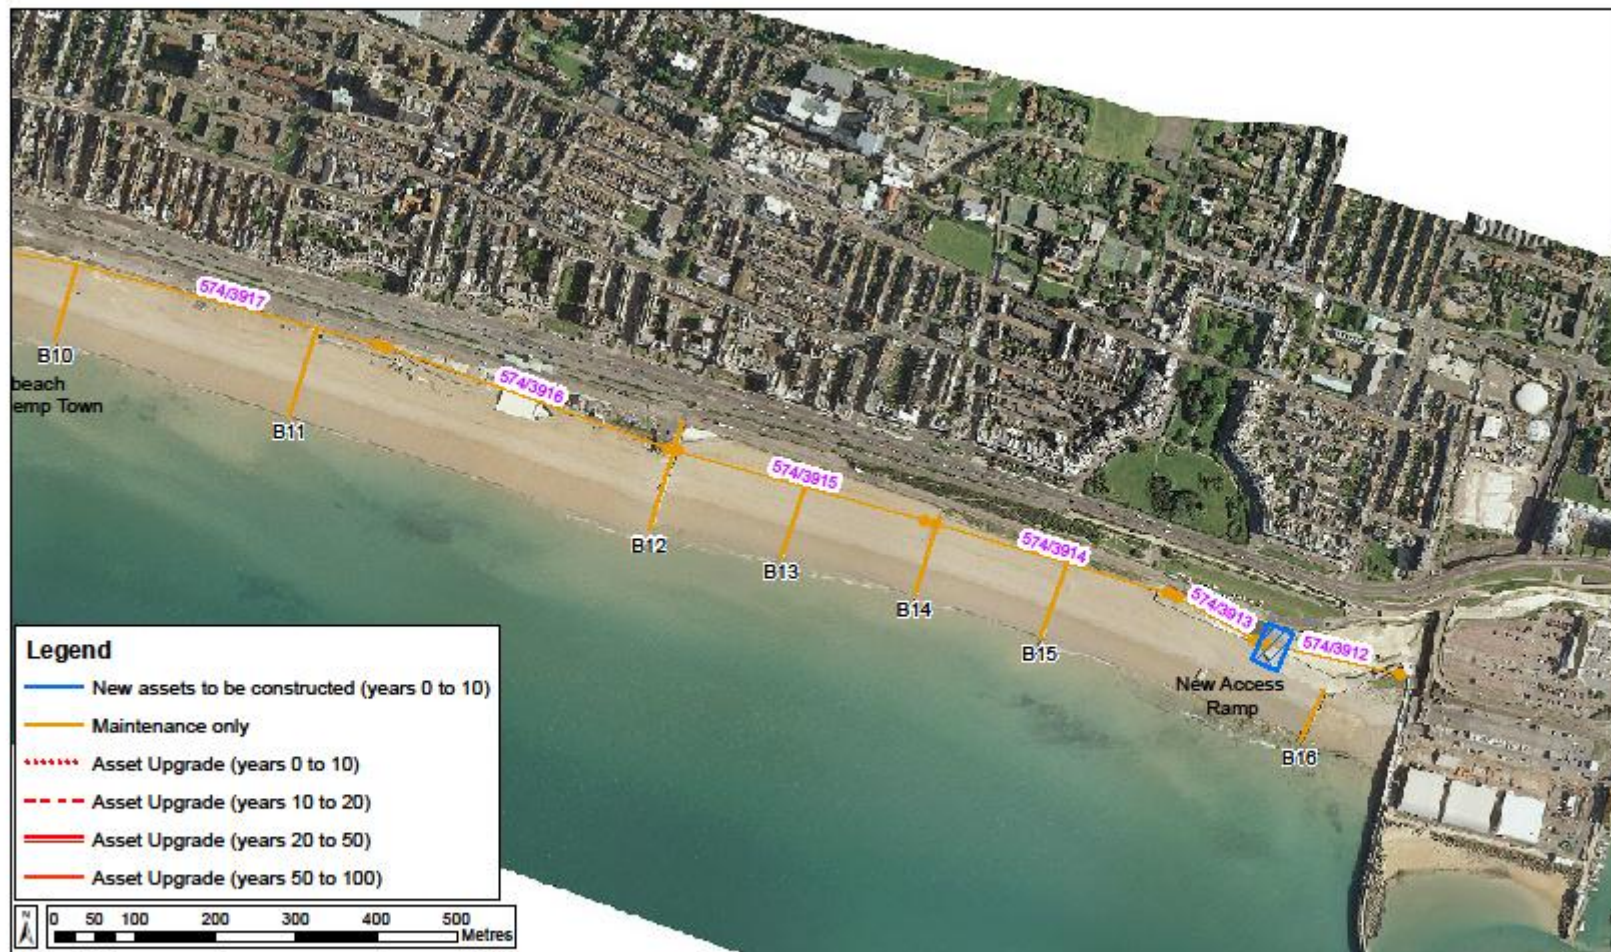 574/3917
B10
beach
emp Town
574/3916
B11
574/3915
B12
B13
574/3914
B14
574/3913
B15
574/3912
New Access
Ramp
B16
Legend
New assets to be constructed (years 0 to 10)
Maintenance only
Asset Upgrade (years 0 to 10)
Asset Upgrade (years 10 to 20)
Asset Upgrade (years 20 to 50)
Asset Upgrade (years 50 to 100)
N
0 50 100 200 300 400 500
Metres